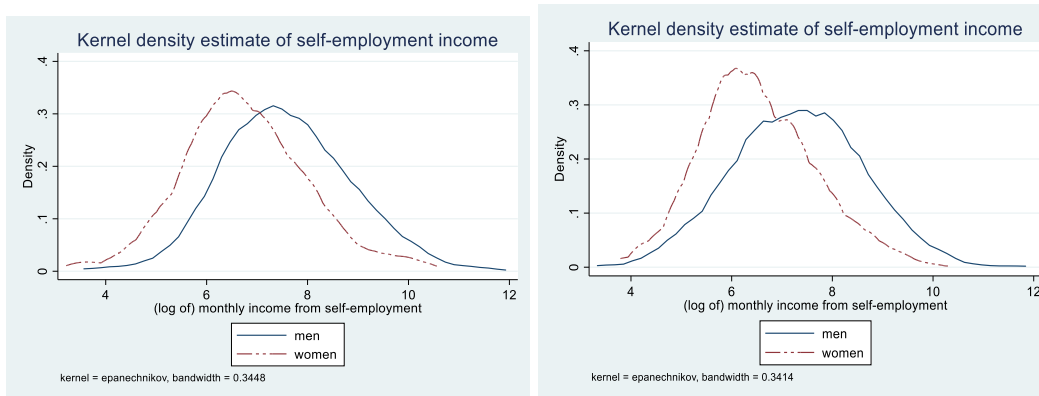 Kernel density estimate of self-employment income
.4
.3
.2
.1
0
Density
4 6 8 10 12
(log of) monthly income from self-employment
men
women
kernel = epanechnikov, bandwidth = 0.3448
Kernel density estimate of self-employment income
.4
.3
.2
.1
0
Density
4 6 8 10 12
(log of) monthly income from self-employment
men
women
kernel = epanechnikov, bandwidth = 0.3414